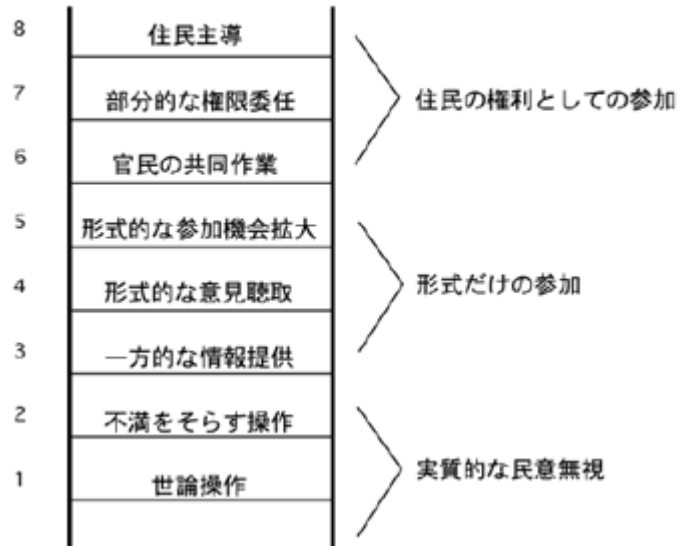 8 住民主導
7 部分的な権限委任 住民の権利としての参加
6 官民の共同作業
5 形式的な参加機会拡大
4 形式的な意見聴取 形式だけの参加
3 一方的な情報提供
2 不満をそらす操作
1 世論操作 実質的な民意無視